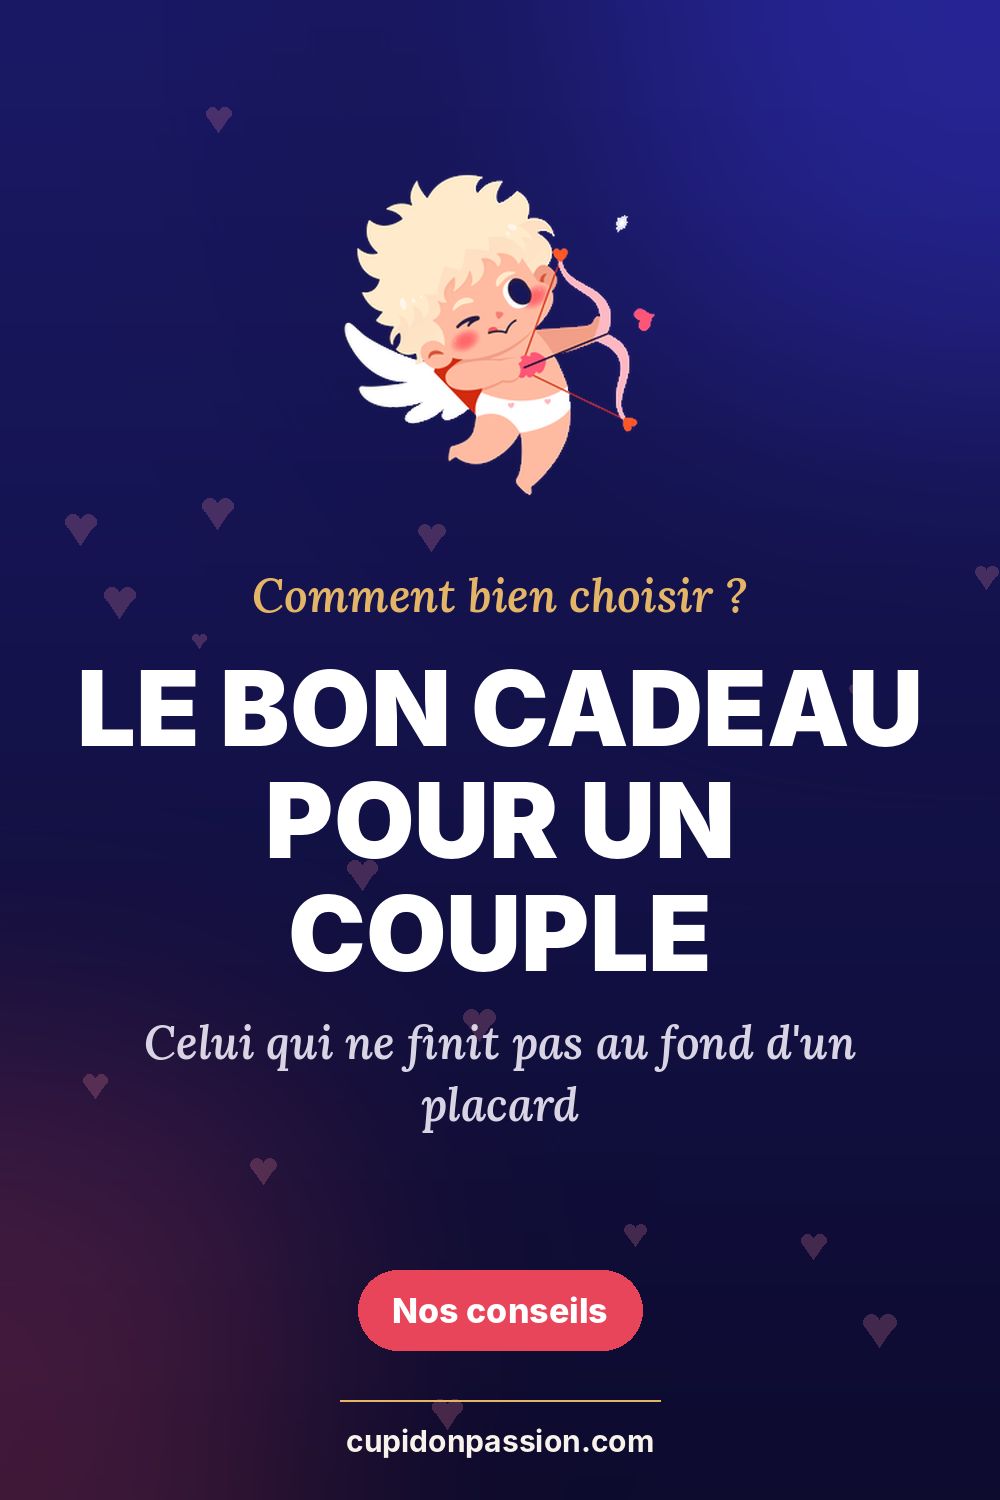 Comment bien choisir ?
LE BON CADEAU
POUR UN
COUPLE
Celui qui ne finit pas au fond d'un
placard
Nos conseils
cupidonpassion.com